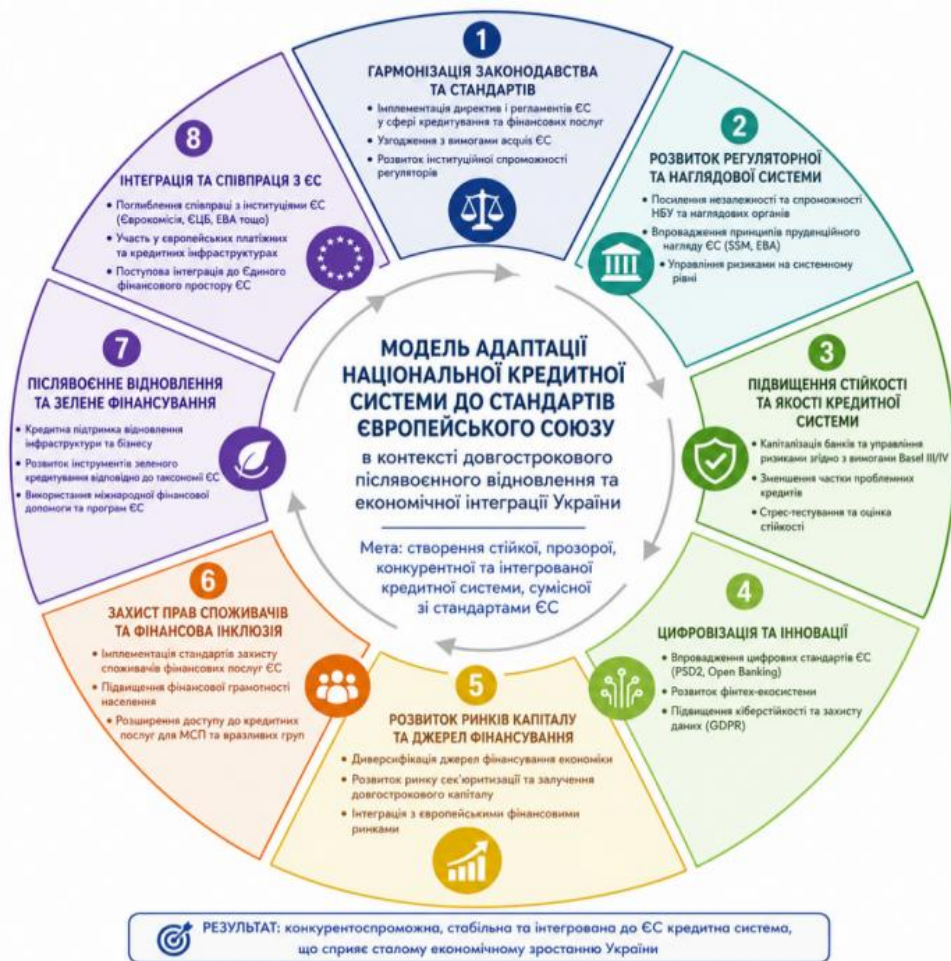 1
ГАРМОНІЗАЦІЯ ЗАКОНОДАВСТВА
ТА СТАНДАРТІВ
• Імплементація директив і регламентів ЄС
у сфері кредитування та фінансових послуг
• Узгодження з вимогами acquis ЄС
• Розвиток інституційної спроможності
регуляторів
2
РОЗВИТОК РЕГУЛЯТОРНОЇ
ТА НАГЛЯДОВОЇ СИСТЕМИ
• Посилення незалежності та спроможності
НБУ та наглядових органів
• Впровадження принципів пруденційного
нагляду ЄС (SSM, EBA)
• Управління ризиками на системному
рівні
3
ПІДВИЩЕННЯ СТІЙКОСТІ
ТА ЯКОСТІ КРЕДИТНОЇ
СИСТЕМИ
• Капіталізація банків та управління
ризиками згідно з вимогами Basel III/IV
• Зменшення частки проблемних
кредитів
• Стрес-тестування та оцінка
стійкості
4
ЦИФРОВІЗАЦІЯ ТА ІННОВАЦІЇ
• Впровадження цифрових стандартів ЄС
(PSD2, Open Banking)
• Розвиток фінтех-екосистеми
• Підвищення кіберстійкості та захисту
даних (GDPR)
5
РОЗВИТОК РИНКІВ КАПІТАЛУ
ТА ДЖЕРЕЛ ФІНАНСУВАННЯ
• Диверсифікація джерел фінансування економіки
• Розвиток ринку сек'юритизації та залучення
довгострокового капіталу
• Інтеграція з європейськими фінансовими
ринками
6
ЗАХИСТ ПРАВ СПОЖИВАЧІВ
ТА ФІНАНСОВА ІНКЛЮЗІЯ
• Імплементація стандартів захисту
споживачів фінансових послуг ЄС
• Підвищення фінансової грамотності
населення
• Розширення доступу до кредитних
послуг для МСП та вразливих груп
7
ПІСЛЯВОЄННЕ ВІДНОВЛЕННЯ
ТА ЗЕЛЕНЕ ФІНАНСУВАННЯ
• Кредитна підтримка відновлення
інфраструктури та бізнесу
• Розвиток інструментів зеленого
кредитування відповідно до таксономії ЄС
• Використання міжнародної фінансової
допомоги та програм ЄС
8
ІНТЕГРАЦІЯ ТА СПІВПРАЦЯ З ЄС
• Поглиблення співпраці з інституціями ЄС
(Єврокомісія, ЄЦБ, EBA тощо)
• Участь у європейських платіжних
та кредитних інфраструктурах
• Поступова інтеграція до Єдиного
фінансового простору ЄС
МОДЕЛЬ АДАПТАЦІЇ
НАЦІОНАЛЬНОЇ КРЕДИТНОЇ
СИСТЕМИ ДО СТАНДАРТІВ
ЄВРОПЕЙСЬКОГО СОЮЗУ
в контексті довгострокового
післявоєнного відновлення та
економічної інтеграції України
Мета: створення стійкої, прозорої,
конкурентної та інтегрованої
кредитної системи, сумісної
зі стандартами ЄС
РЕЗУЛЬТАТ: конкурентоспроможна, стабільна та інтегрована до ЄС кредитна система,
що сприяє сталому економічному зростанню України